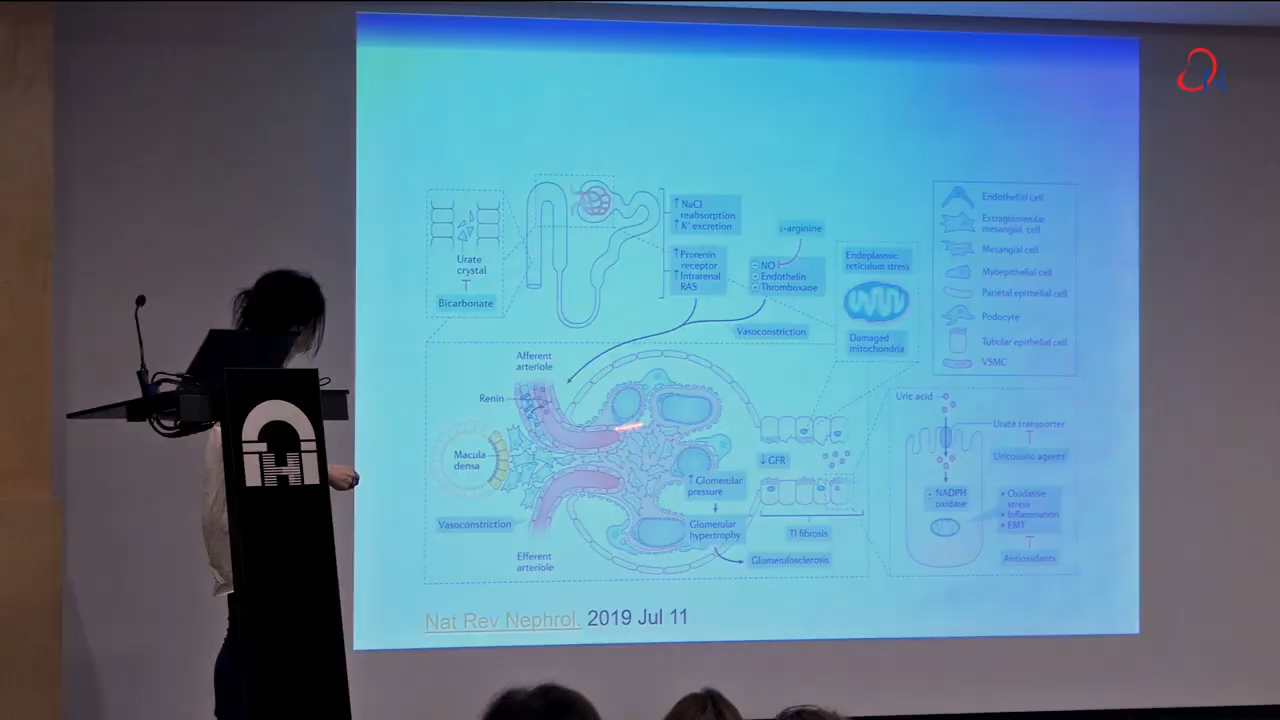 ↑ NaCl
reabsorption
↑ K⁺ excretion
Urate
crystal
Bicarbonate
↑ Prorenin
receptor
↑ Intrarenal
RAS
L-arginine
NO
Endothelin
Thromboxane
Vasoconstriction
Endoplasmic
reticulum stress
Damaged
mitochondria
Endothelial cell
Extraglomerular
mesangial cell
Mesangial cell
Myoepithelial cell
Parietal epithelial cell
Podocyte
Tubular epithelial cell
VSMC
Afferent
arteriole
Renin
Macula
densa
Vasoconstriction
Efferent
arteriole
↑ Glomerular
pressure
Glomerular
hypertrophy
Glomerulosclerosis
↓ GFR
TI fibrosis
Uric acid
Urate transporter
Uricosuric agents
NADPH
oxidase
• Oxidative
stress
• Inflammation
• EMT
Antioxidants
Nat Rev Nephrol. 2019 Jul 11